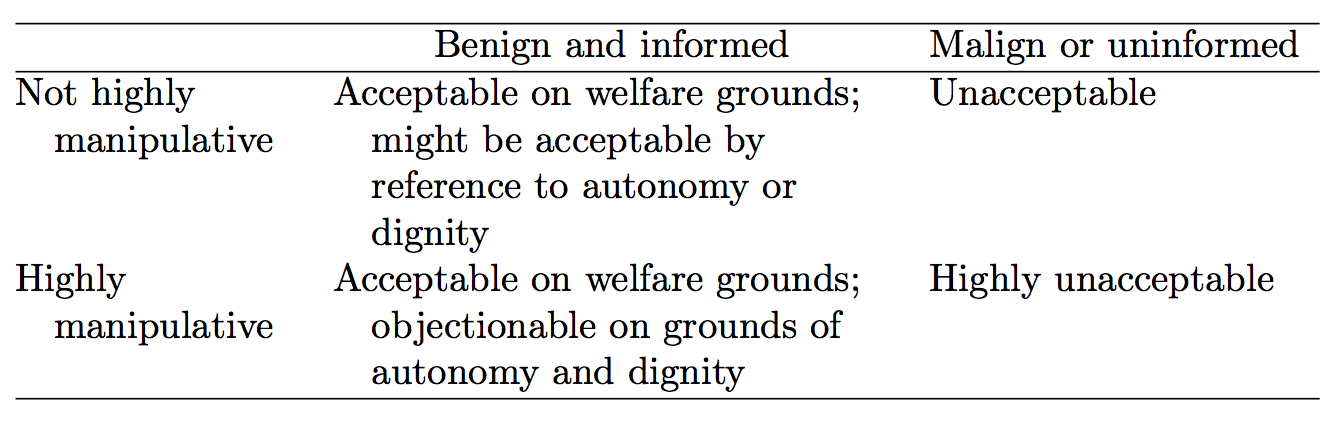 Benign and informed Malign or uninformed
Not highly Acceptable on welfare grounds; Unacceptable
manipulative might be acceptable by
reference to autonomy or
dignity
Highly Acceptable on welfare grounds; Highly unacceptable
manipulative objectionable on grounds of
autonomy and dignity